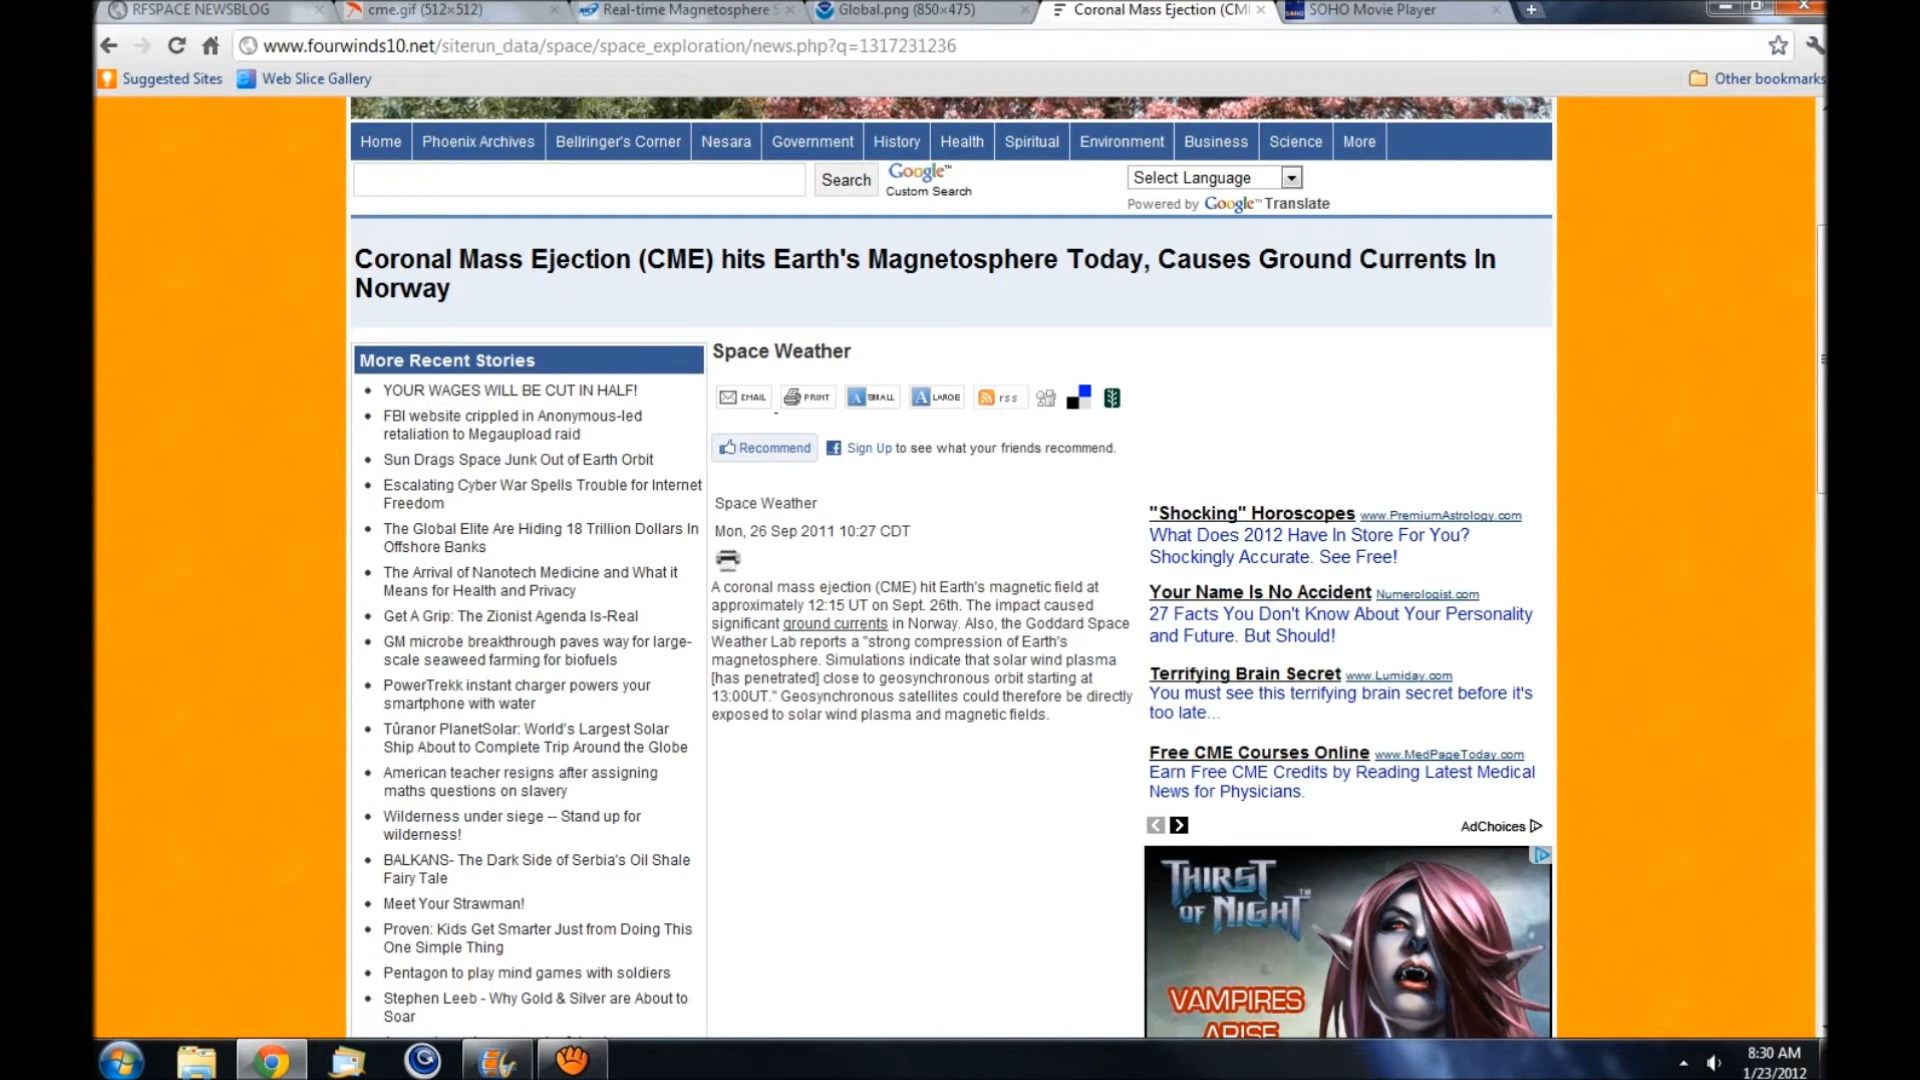 RFSPACE NEWSBLOG
cme.gif (512×512)
Real-time Magnetosphere S
Global.png (850×475)
Coronal Mass Ejection (CMI
SOHO Movie Player
www.fourwinds10.net/siterun_data/space/space_exploration/news.php?q=1317231236
Suggested Sites
Web Slice Gallery
Other bookmarks
Home
Phoenix Archives
Bellringer's Corner
Nesara
Government
History
Health
Spiritual
Environment
Business
Science
More
Search
Google™
Custom Search
Select Language
Powered by Google™ Translate
Coronal Mass Ejection (CME) hits Earth's Magnetosphere Today, Causes Ground Currents In
Norway
More Recent Stories
YOUR WAGES WILL BE CUT IN HALF!
FBI website crippled in Anonymous-led
retaliation to Megaupload raid
Sun Drags Space Junk Out of Earth Orbit
Escalating Cyber War Spells Trouble for Internet
Freedom
The Global Elite Are Hiding 18 Trillion Dollars In
Offshore Banks
The Arrival of Nanotech Medicine and What it
Means for Health and Privacy
Get A Grip: The Zionist Agenda Is-Real
GM microbe breakthrough paves way for large-
scale seaweed farming for biofuels
PowerTrekk instant charger powers your
smartphone with water
Tûranor PlanetSolar: World's Largest Solar
Ship About to Complete Trip Around the Globe
American teacher resigns after assigning
maths questions on slavery
Wilderness under siege -- Stand up for
wilderness!
BALKANS- The Dark Side of Serbia's Oil Shale
Fairy Tale
Meet Your Strawman!
Proven: Kids Get Smarter Just from Doing This
One Simple Thing
Pentagon to play mind games with soldiers
Stephen Leeb - Why Gold & Silver are About to
Soar
Space Weather
EMAIL
PRINT
SMALL
LARGE
rss
Recommend
Sign Up to see what your friends recommend.
Space Weather
Mon, 26 Sep 2011 10:27 CDT
A coronal mass ejection (CME) hit Earth's magnetic field at
approximately 12:15 UT on Sept. 26th. The impact caused
significant ground currents in Norway. Also, the Goddard Space
Weather Lab reports a "strong compression of Earth's
magnetosphere. Simulations indicate that solar wind plasma
[has penetrated] close to geosynchronous orbit starting at
13:00UT." Geosynchronous satellites could therefore be directly
exposed to solar wind plasma and magnetic fields.
"Shocking" Horoscopes www.PremiumAstrology.com
What Does 2012 Have In Store For You?
Shockingly Accurate. See Free!
Your Name Is No Accident Numerologist.com
27 Facts You Don't Know About Your Personality
and Future. But Should!
Terrifying Brain Secret www.Lumiday.com
You must see this terrifying brain secret before it's
too late...
Free CME Courses Online www.MedPageToday.com
Earn Free CME Credits by Reading Latest Medical
News for Physicians.
AdChoices
THIRST
OF NIGHT™
VAMPIRES
ARISE
8:30 AM
1/23/2012